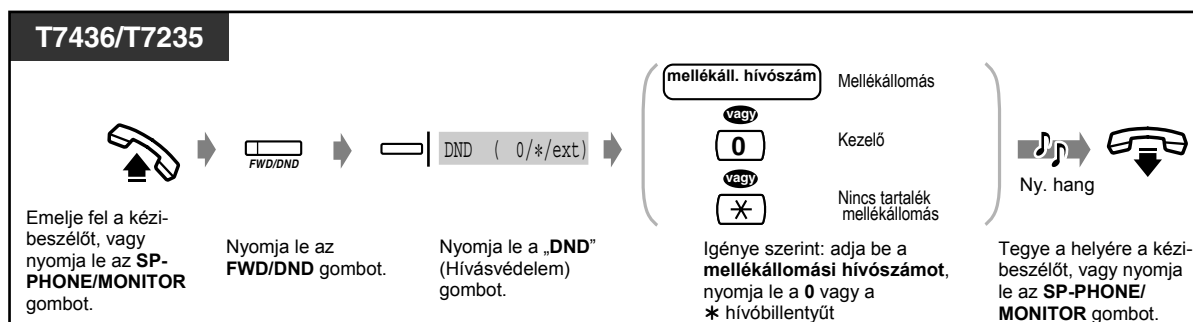 T7436/T7235
FWD/DND
DND ( 0/*/ext)
mellékáll. hívószám
Mellékállomás
vagy
0
Kezelő
vagy
*
Nincs tartalék
mellékállomás
Ny. hang
Emelje fel a kézi-
beszélőt, vagy
nyomja le az SP-
PHONE/MONITOR
gombot.
Nyomja le az
FWD/DND gombot.
Nyomja le a „DND”
(Hívásvédelem)
gombot.
Igénye szerint: adja be a
mellékállomási hívószámot,
nyomja le a 0 vagy a
* hívóbillentyűt
Tegye a helyére a kézi-
beszélőt, vagy nyomja
le az SP-PHONE/
MONITOR gombot.